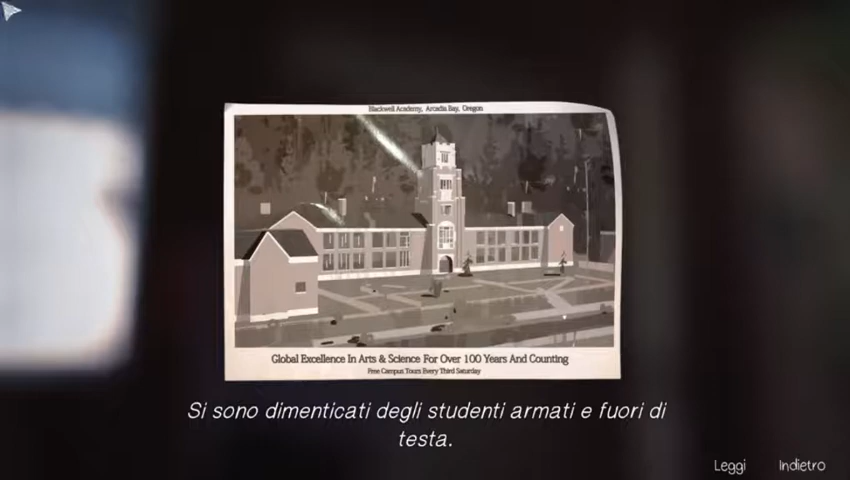 Blackwell Academy, Arcadia Bay, Oregon
Global Excellence In Arts & Science For Over 100 Years And Counting
Free Campus Tours Every Third Saturday
Si sono dimenticati degli studenti armati e fuori di
testa.
Leggi Indietro